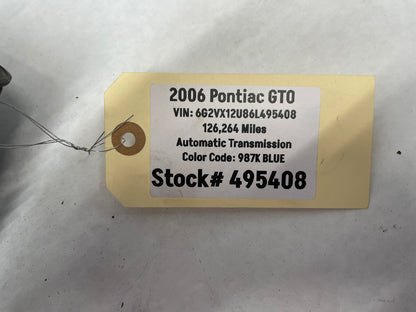 2006 Pontiac GTO
VIN: 6G2VX12U86L495408
126,264 Miles
Automatic Transmission
Color Code: 987K BLUE
Stock# 495408